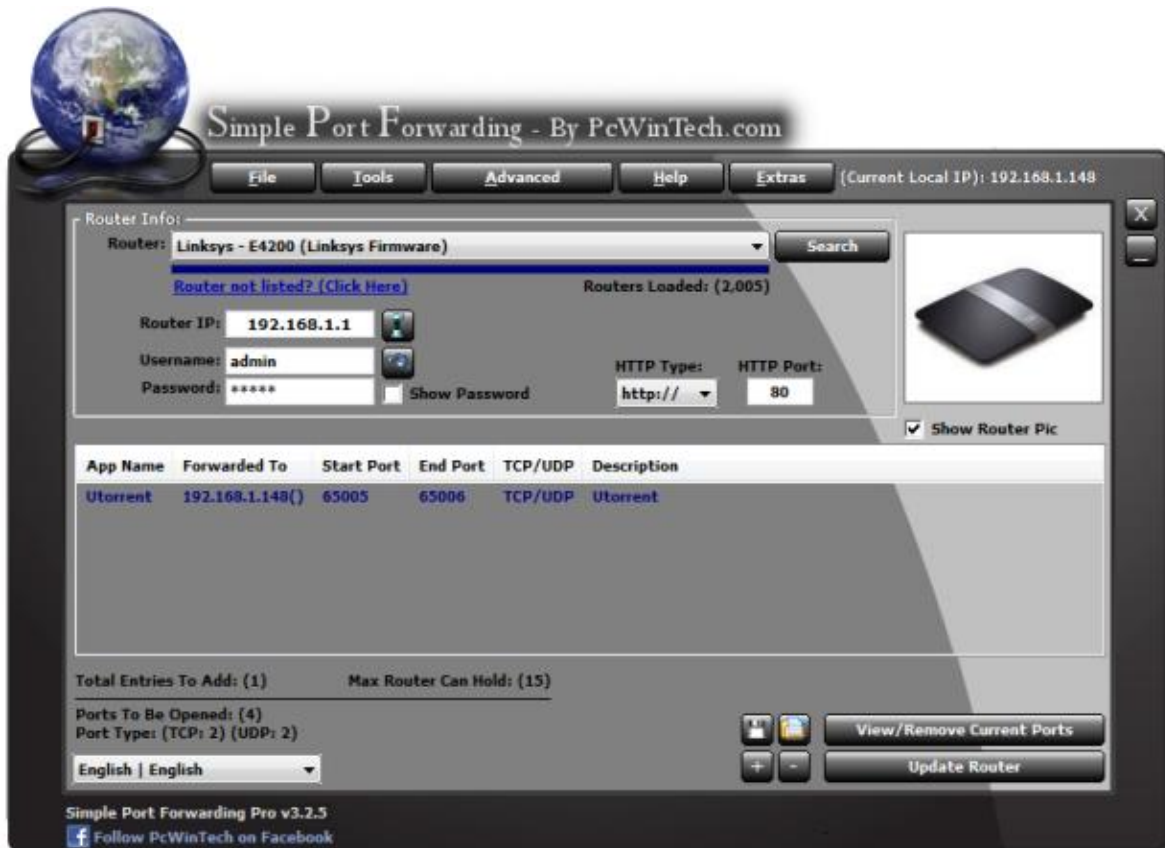 Simple Port Forwarding - By PcWinTech.com
File Tools Advanced Help Extras (Current Local IP): 192.168.1.148
X
_
Router Info:
Router: Linksys - E4200 (Linksys Firmware) Search
Router not listed? (Click Here) Routers Loaded: (2,005)
Router IP: 192.168.1.1
Username: admin
Password: *****
Show Password
HTTP Type: HTTP Port:
http:// 80
Show Router Pic
App Name Forwarded To Start Port End Port TCP/UDP Description
Utorrent 192.168.1.148() 65005 65006 TCP/UDP Utorrent
Total Entries To Add: (1) Max Router Can Hold: (15)
Ports To Be Opened: (4)
Port Type: (TCP: 2) (UDP: 2)
View/Remove Current Ports
English | English
+ - Update Router
Simple Port Forwarding Pro v3.2.5
f Follow PcWinTech on Facebook